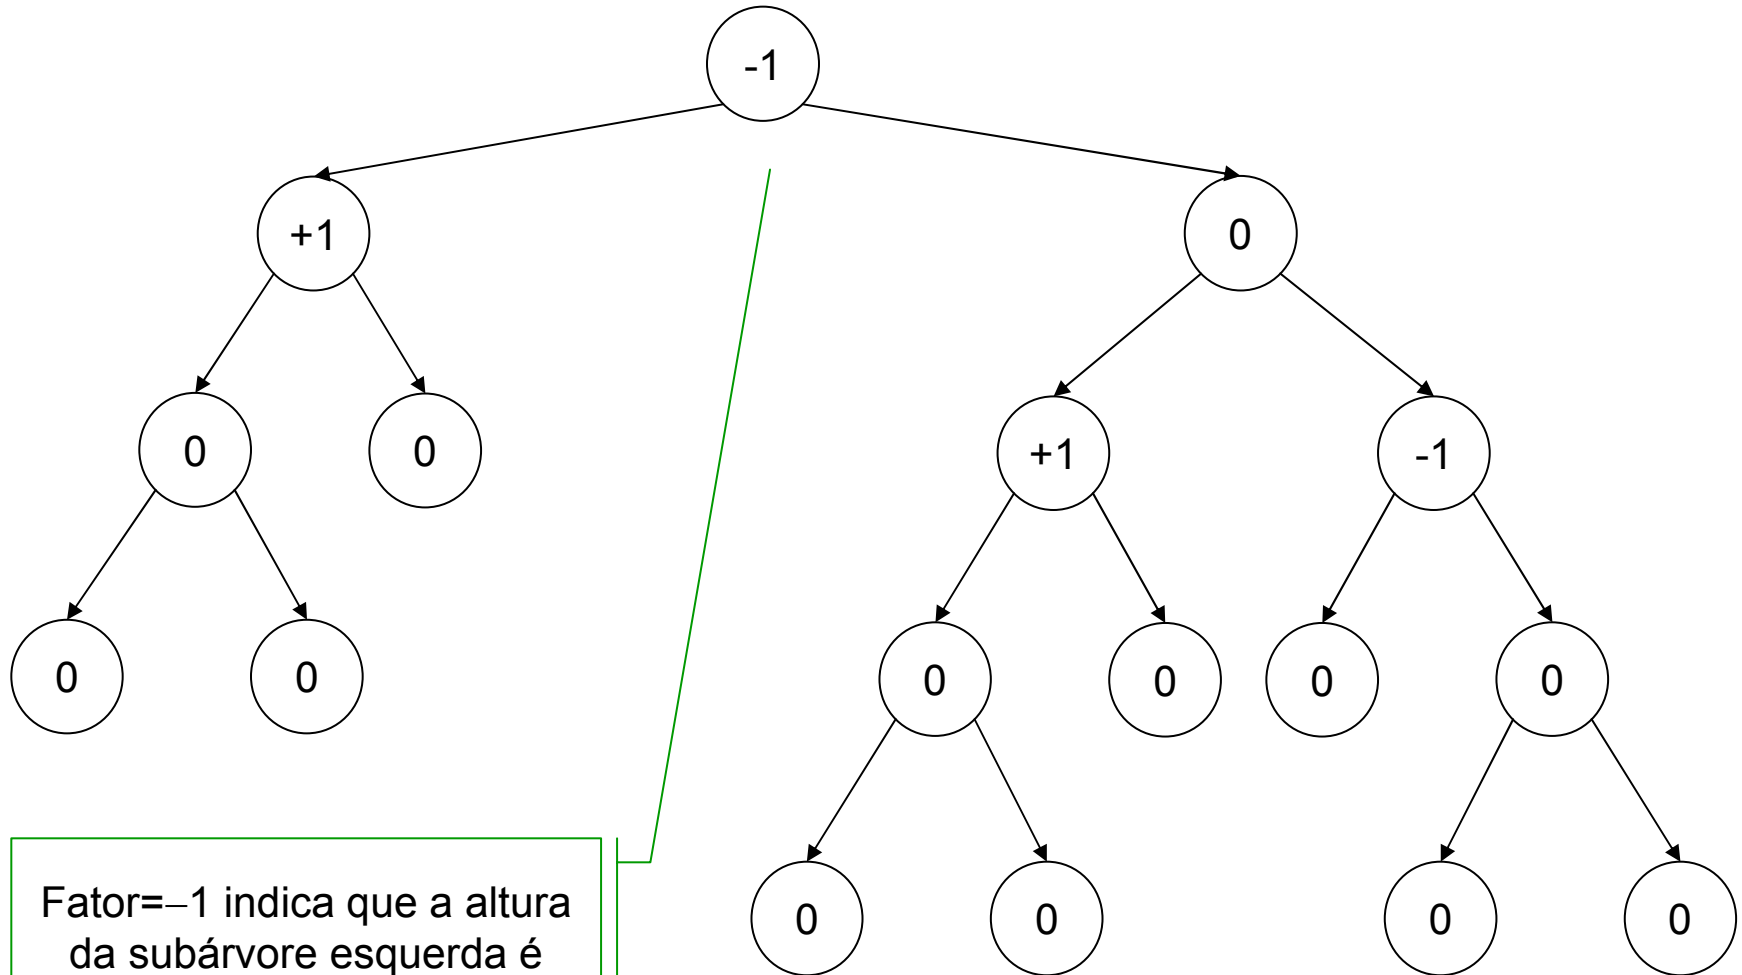 -1
+1 0
0 0 +1 -1
0 0 0 0 0 0
0 0 0 0
Fator=–1 indica que a altura
da subárvore esquerda é